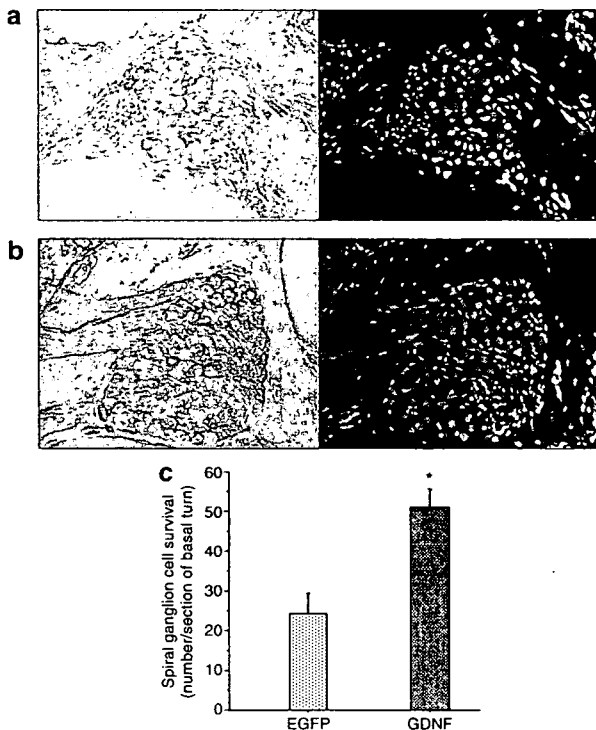 a
b
c
Spiral ganglion cell survival
(number/section of basal turn)
60
50
40
30
20
10
0
*
EGFP
GDNF